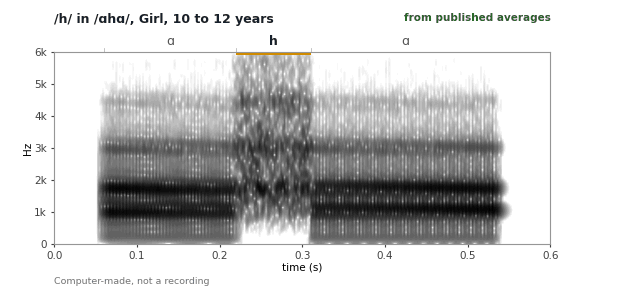 /h/ in /ɑhɑ/, Girl, 10 to 12 years
from published averages
ɑ h ɑ
6k
5k
4k
3k
2k
1k
0
Hz
0.0 0.1 0.2 0.3 0.4 0.5 0.6
time (s)
Computer-made, not a recording